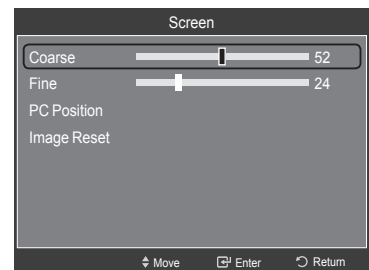 Screen
Coarse 52
Fine 24
PC Position
Image Reset
Move Enter Return